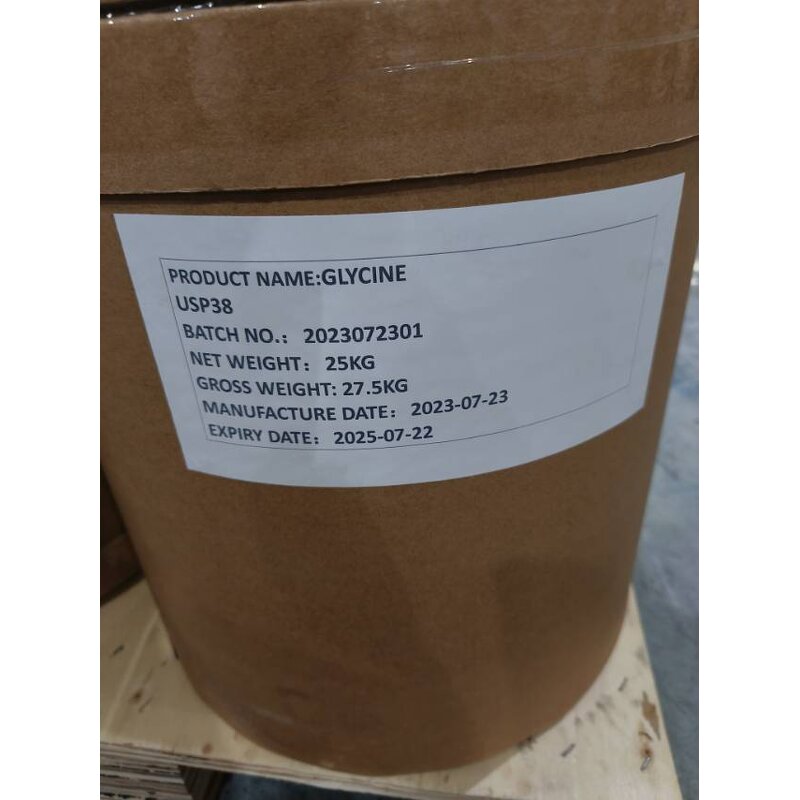 PRODUCT NAME:GLYCINE
USP38
BATCH NO.: 2023072301
NET WEIGHT: 25KG
GROSS WEIGHT: 27.5KG
MANUFACTURE DATE: 2023-07-23
EXPIRY DATE: 2025-07-22